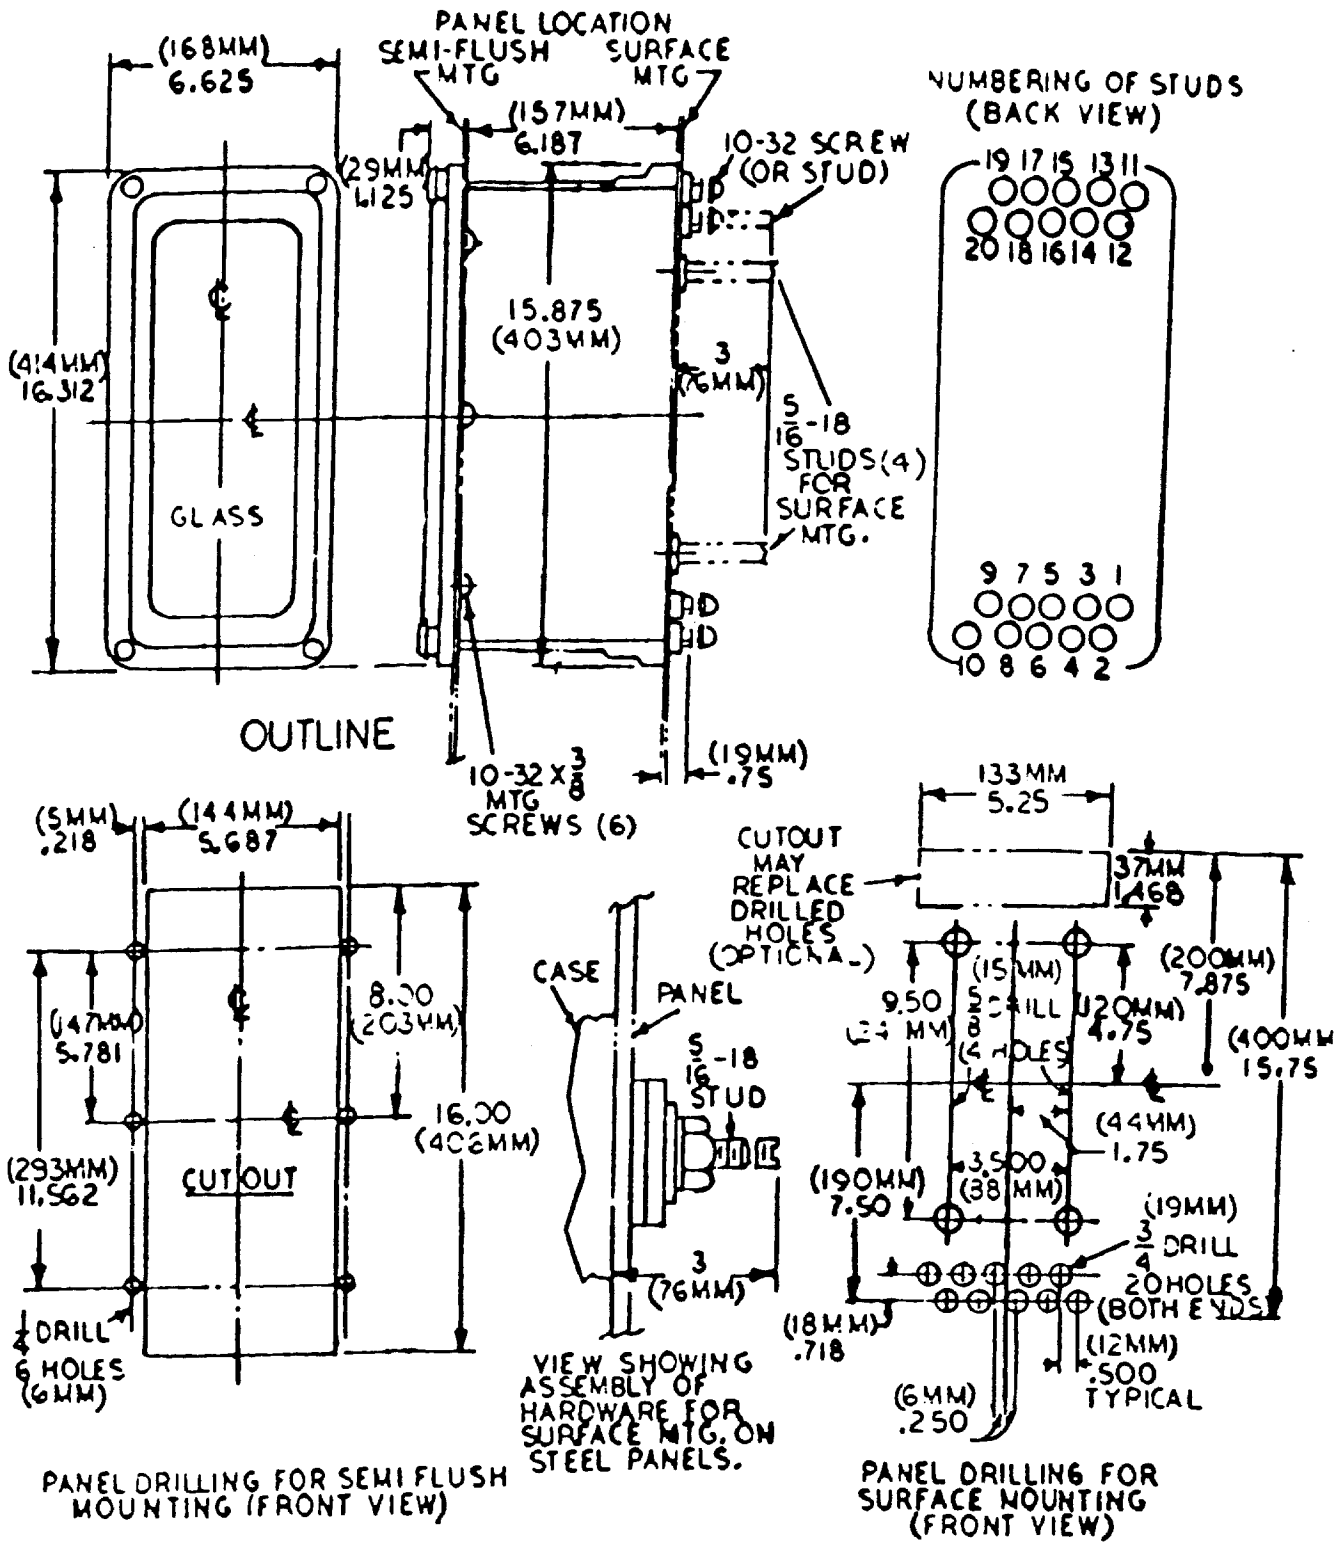 PANEL LOCATION
SEMI-FLUSH MTG
SURFACE MTG
(168MM)
6.625
(157MM)
6.187
(29MM
1.125
10-32 SCREW
(OR STUD)
15.875
(403MM)
(414MM)
16.312
3
(76MM)
5/16-18
STUDS(4)
FOR
SURFACE
MTG.
GLASS
OUTLINE
10-32 X 3/8
MTG
SCREWS (6)
(19MM)
.75
NUMBERING OF STUDS
(BACK VIEW)
19 17 15 13 11
20 18 16 14 12
9 7 5 3 1
10 8 6 4 2
(5MM)
.218
(144MM)
5.687
8.00
(203MM)
(147MM)
5.781
16.00
(293MM)
11.562
CUTOUT
1/4 DRILL
6 HOLES
(6MM)
PANEL DRILLING FOR SEMI FLUSH
MOUNTING (FRONT VIEW)
CASE
PANEL
5/16-18
STUD
3
(76MM)
VIEW SHOWING
ASSEMBLY OF
HARDWARE FOR
SURFACE MTG. ON
STEEL PANELS.
133MM
5.25
CUTOUT
MAY
REPLACE
DRILLED
HOLES
(OPTIONAL)
37MM
1.468
(200MM)
7.875
(400MM
15.75
9.50
(15MM)
5/8 DRILL
(4 HOLES)
(120MM)
4.75
(44MM)
1.75
3.500
(190MM)
7.50
(19MM)
3/4 DRILL
20 HOLES
(BOTH ENDS)
(18MM)
.718
(12MM)
.500
TYPICAL
(6MM)
.250
PANEL DRILLING FOR
SURFACE MOUNTING
(FRONT VIEW)